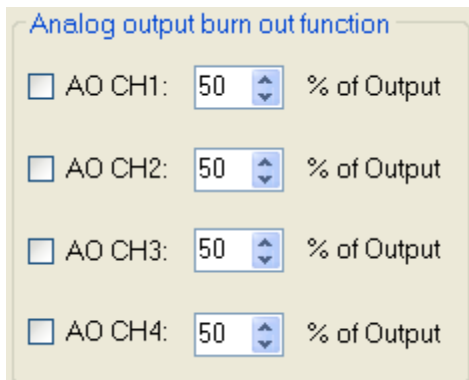 Analog output burn out function
AO CH1: 50 % of Output
AO CH2: 50 % of Output
AO CH3: 50 % of Output
AO CH4: 50 % of Output